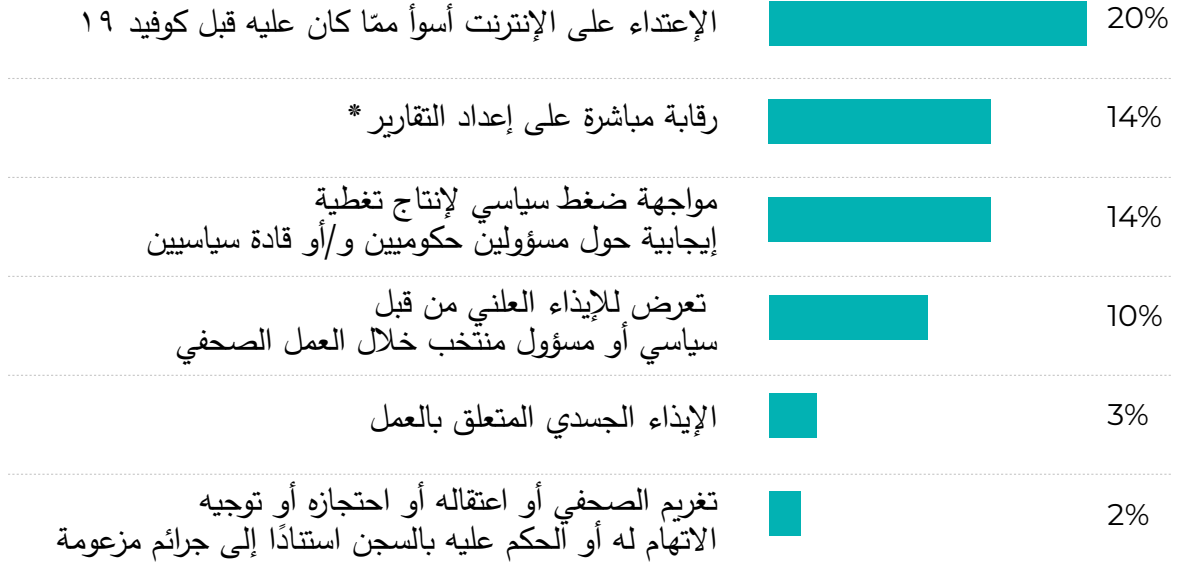 الإعتداء على الإنترنت أسوأ ممّا كان عليه قبل كوفيد ١٩
20%
رقابة مباشرة على إعداد التقارير *
14%
مواجهة ضغط سياسي لإنتاج تغطية
إيجابية حول مسؤولين حكوميين و/أو قادة سياسيين
14%
تعرض للإيذاء العلني من قبل
سياسي أو مسؤول منتخب خلال العمل الصحفي
10%
الإيذاء الجسدي المتعلق بالعمل
3%
تغريم الصحفي أو اعتقاله أو احتجازه أو توجيه
الاتهام له أو الحكم عليه بالسجن استنادًا إلى جرائم مزعومة
2%